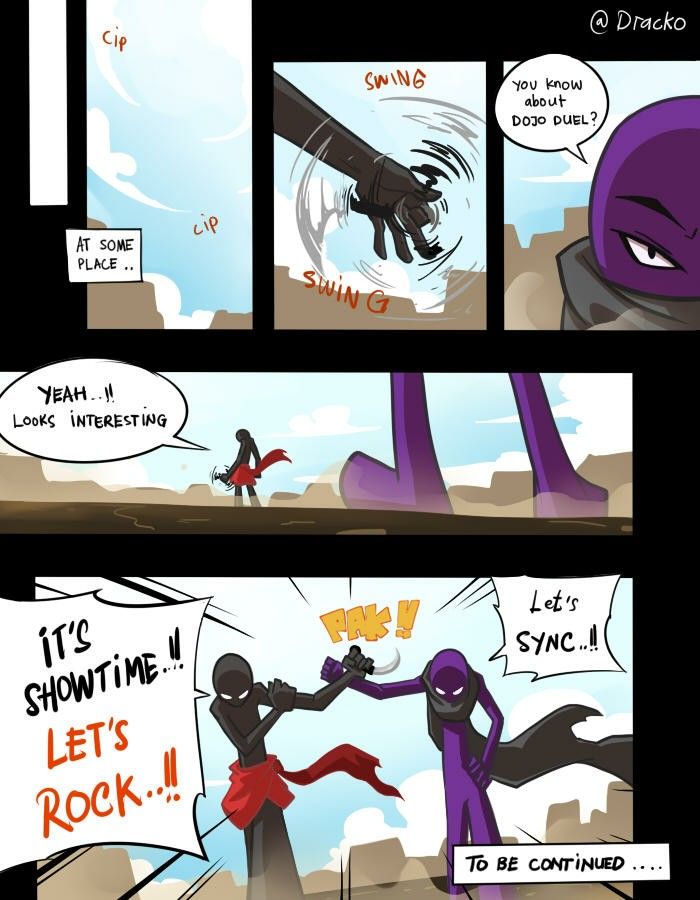 @ Dracko
cip
cip
AT SOME
PLACE ..
SWING
SWING
YOU KNOW
about
DOJO DUEL?
YEAH..!!
LOOKS INTERESTING
IT'S
SHOWTIME..!!
LET'S
ROCK..!!
PAK!!
Let's
SYNC..!!
TO BE CONTINUED ....